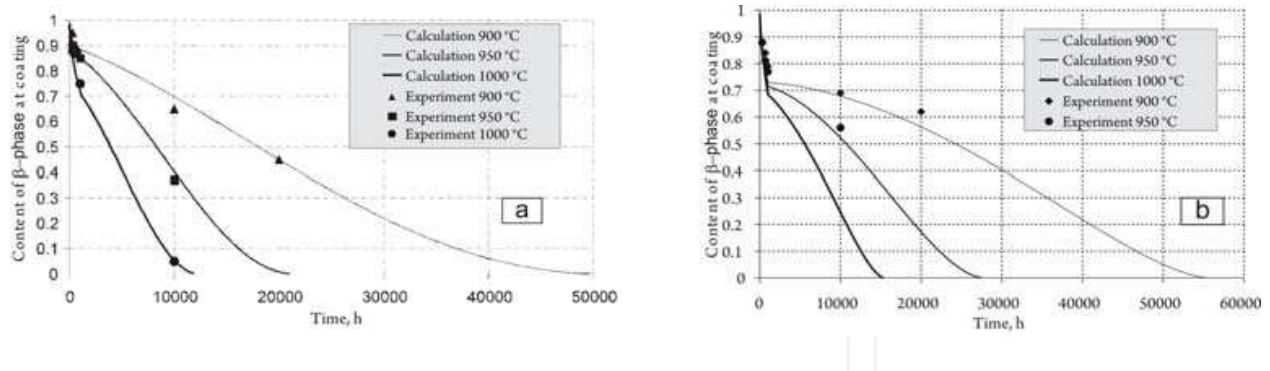 Content of β–phase at coating
1
0.9
0.8
0.7
0.6
0.5
0.4
0.3
0.2
0.1
0
Calculation 900 °C
Calculation 950 °C
Calculation 1000 °C
Experiment 900 °C
Experiment 950 °C
Experiment 1000 °C
a
0 10000 20000 30000 40000 50000
Time, h
Content of β–phase at coating
1
0.9
0.8
0.7
0.6
0.5
0.4
0.3
0.2
0.1
0
Calculation 900 °C
Calculation 950 °C
Calculation 1000 °C
Experiment 900 °C
Experiment 950 °C
b
0 10000 20000 30000 40000 50000 60000
Time, h